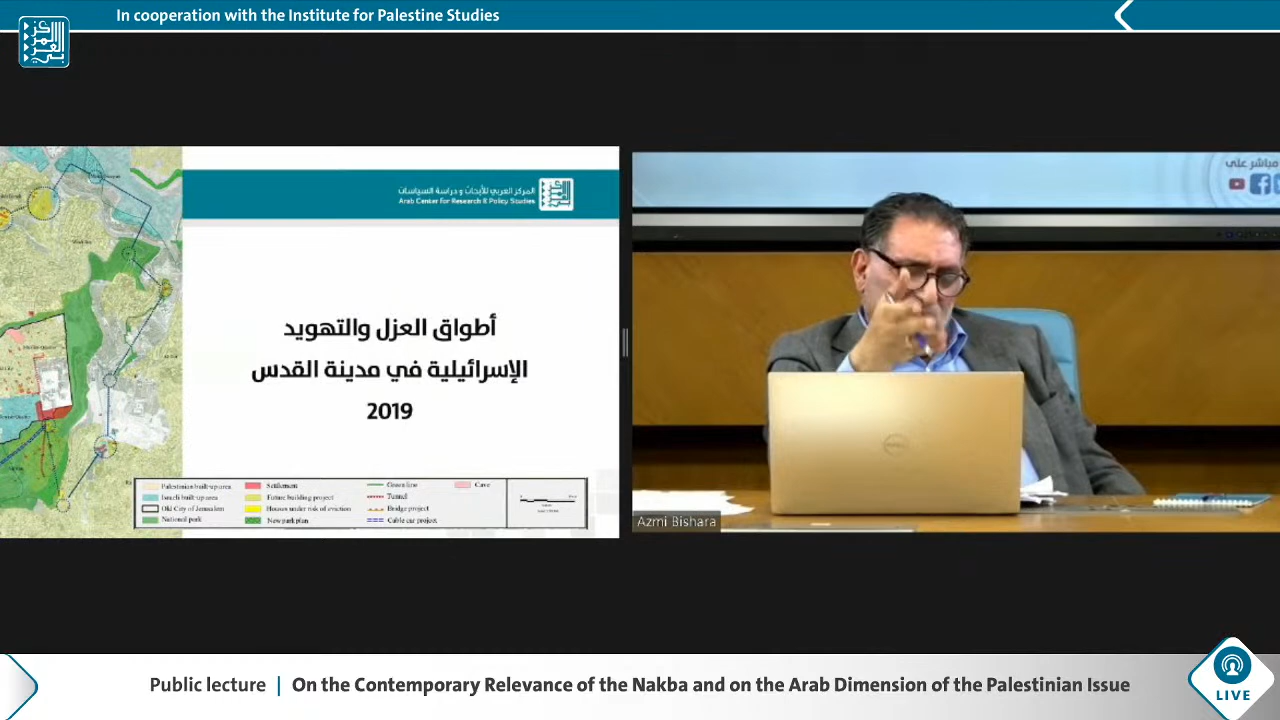 In cooperation with the Institute for Palestine Studies
المركز العربي
المركز العربي للأبحاث و دراسة السياسات
Arab Center for Research & Policy Studies
أطواق العزل والتهويد
الإسرائيلية في مدينة القدس
2019
Palestinian built-up area
Israeli built-up area
Old City of Jerusalem
National park
Settlement
Future building project
Houses under risk of eviction
New park plan
Green line
Tunnel
Bridge project
Cable car project
Cave
مباشر على
DELL
Azmi Bishara
LIVE
Public lecture | On the Contemporary Relevance of the Nakba and on the Arab Dimension of the Palestinian Issue